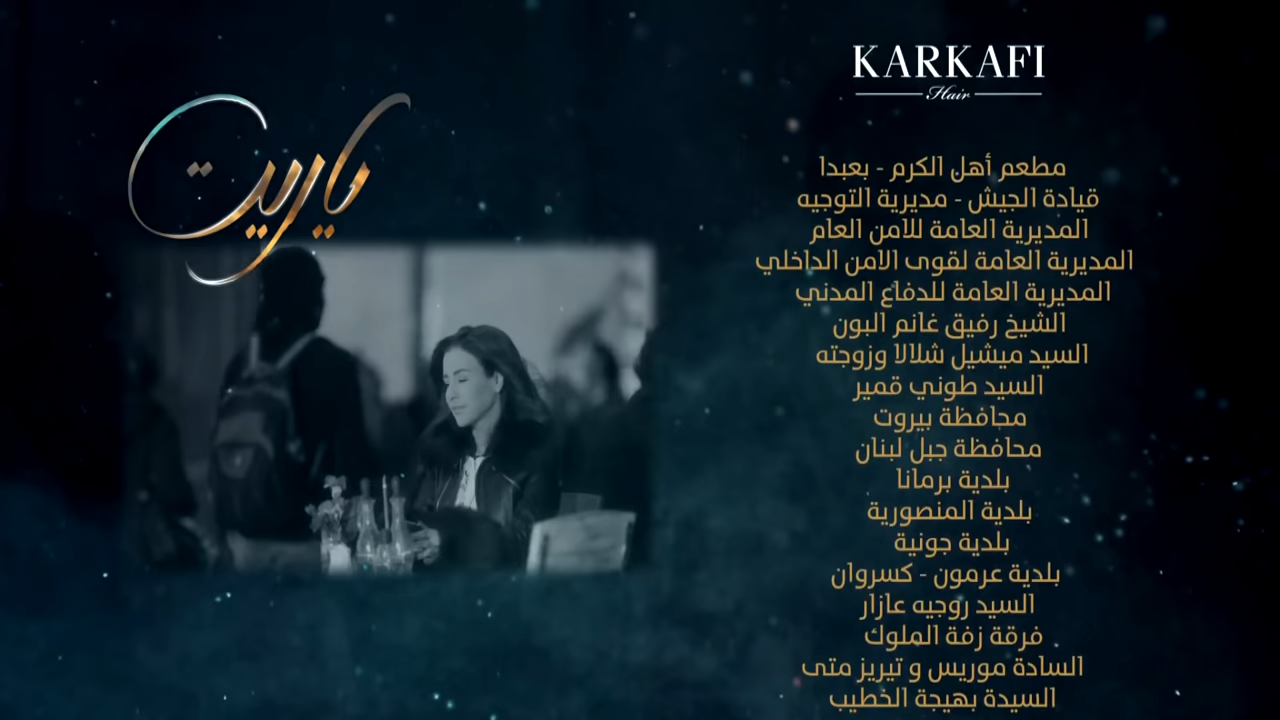 ياريت
KARKAFI
Hair
مطعم أهل الكرم - بعبدا
قيادة الجيش - مديرية التوجيه
المديرية العامة للامن العام
المديرية العامة لقوى الامن الداخلي
المديرية العامة للدفاع المدني
الشيخ رفيق غانم البون
السيد ميشيل شلالا وزوجته
السيد طوني قمير
محافظة بيروت
محافظة جبل لبنان
بلدية برمانا
بلدية المنصورية
بلدية جونية
بلدية عرمون - كسروان
السيد روجيه عازار
فرقة زفة الملوك
السادة موريس و تيريز متى
السيدة بهيجة الخطيب